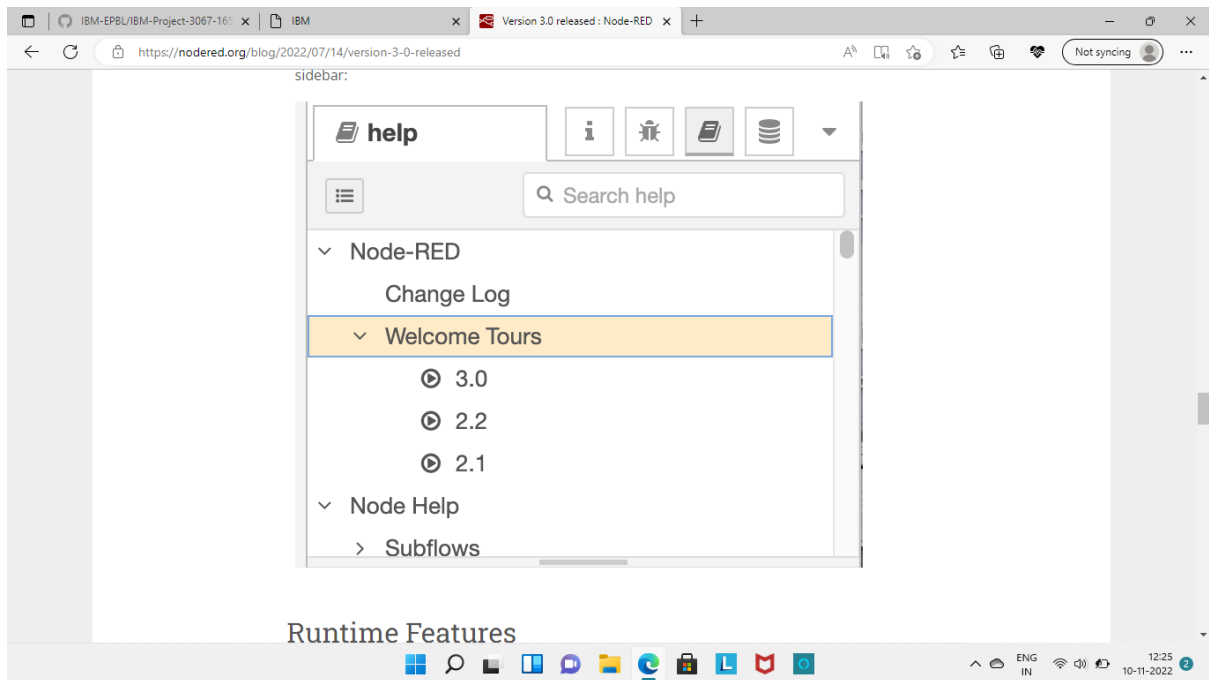 IBM-EPBL/IBM-Project-3067-165
IBM
Version 3.0 released : Node-RED
https://nodered.org/blog/2022/07/14/version-3-0-released
Not syncing
sidebar:
help
Search help
Node-RED
Change Log
Welcome Tours
3.0
2.2
2.1
Node Help
Subflows
Runtime Features
ENG
IN
12:25
10-11-2022
2